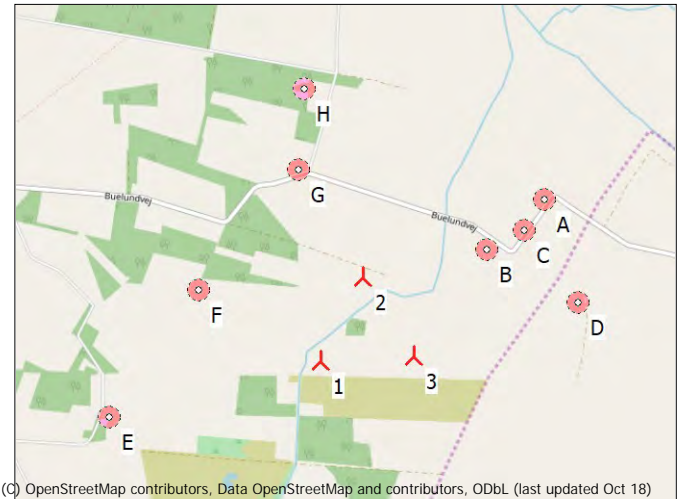 H
G
Buelundvej
A
Buelundvej
C
B
2
F
D
1
3
E
(C) OpenStreetMap contributors, Data OpenStreetMap and contributors, ODbL (last updated Oct 18)